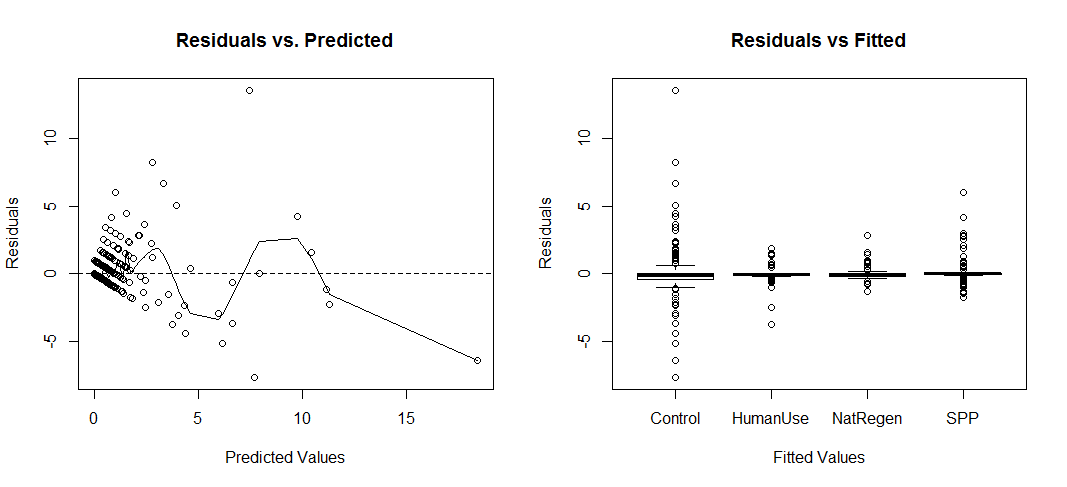 Residuals vs. Predicted
Residuals
10
5
0
-5
0
5
10
15
Predicted Values
Residuals vs Fitted
Residuals
10
5
0
-5
Control
HumanUse
NatRegen
SPP
Fitted Values